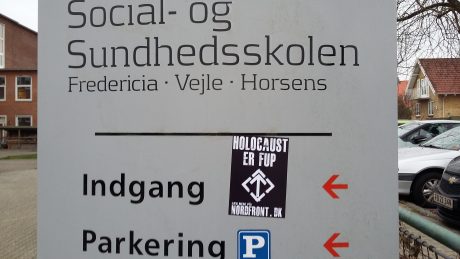 Social- og
Sundhedsskolen
Fredericia · Vejle · Horsens
HOLOCAUST
ER FUP
NORDFRONT.DK
Indgang
Parkering
P